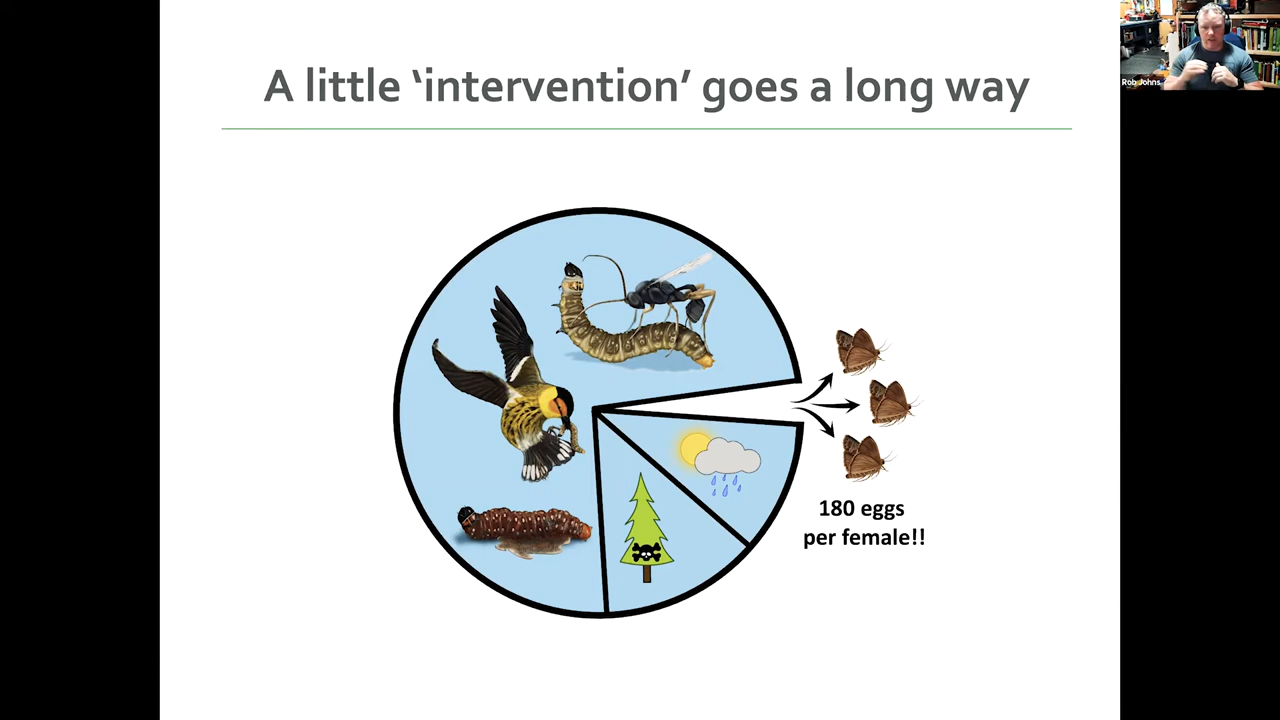 A little ‘intervention’ goes a long way
Rob Johns
180 eggs
per female!!